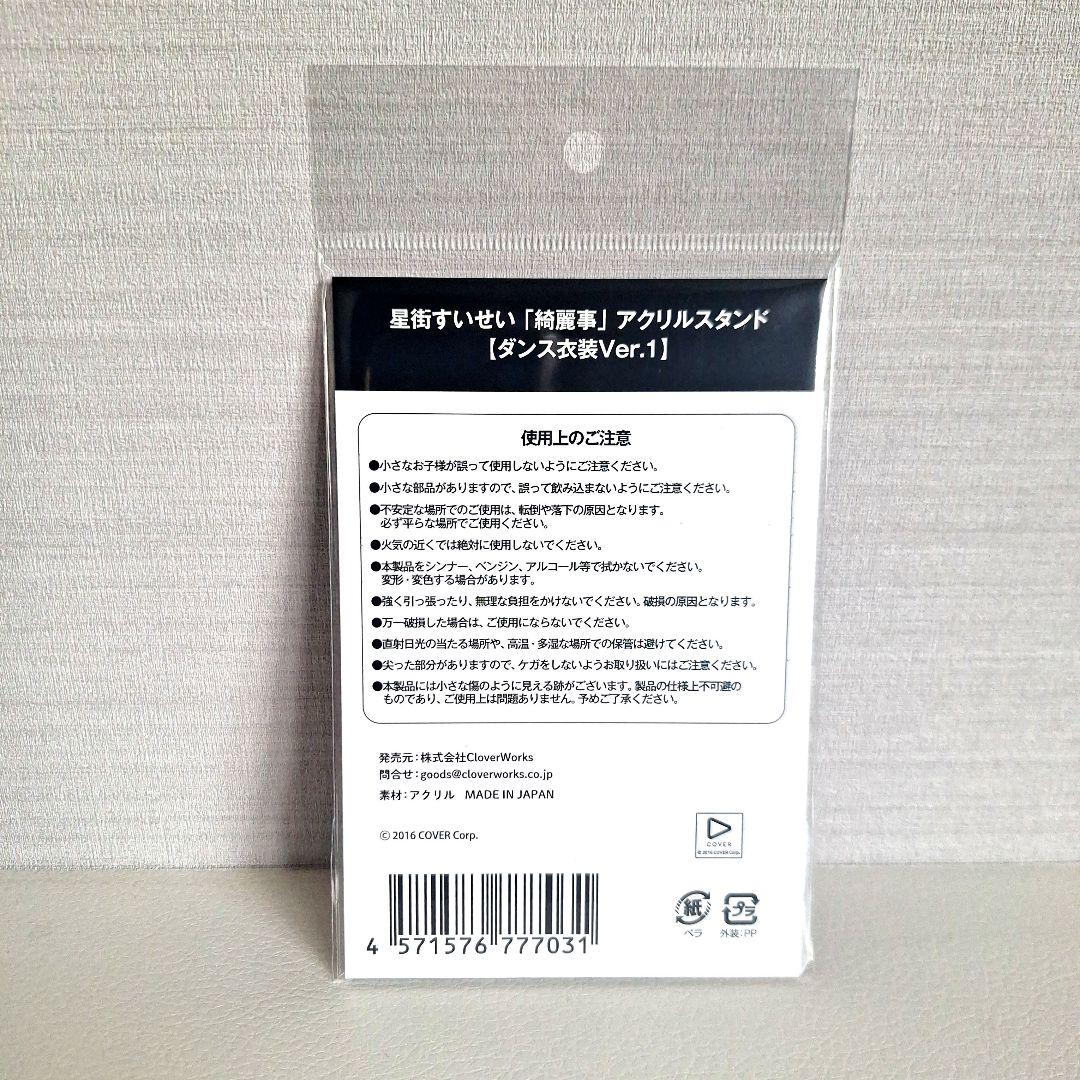 星街すいせい「綺麗事」アクリルスタンド
【ダンス衣装Ver.1】
使用上のご注意
●小さなお子様が誤って使用しないようにご注意ください。
●小さな部品がありますので、誤って飲み込まないようにご注意ください。
●不安定な場所でのご使用は、転倒や落下の原因となります。
必ず平らな場所でご使用ください。
●火気の近くでは絶対に使用しないでください。
●本製品をシンナー、ベンジン、アルコール等で拭かないでください。
変形・変色する場合があります。
●強く引っ張ったり、無理な負担をかけないでください。破損の原因となります。
●万一破損した場合は、ご使用にならないでください。
●直射日光の当たる場所や、高温・多湿な場所での保管は避けてください。
●尖った部分がありますので、ケガをしないようお取り扱いにはご注意ください。
●本製品には小さな傷のように見える跡がございます。製品の仕様上不可避の
ものであり、ご使用上は問題ありません。予めご了承ください。
発売元：株式会社CloverWorks
問合せ：goods@cloverworks.co.jp
素材：アクリル MADE IN JAPAN
© 2016 COVER Corp.
COVER
© 2016 COVER Corp.
4 571576 777031
紙
ベラ
プラ
外装：PP